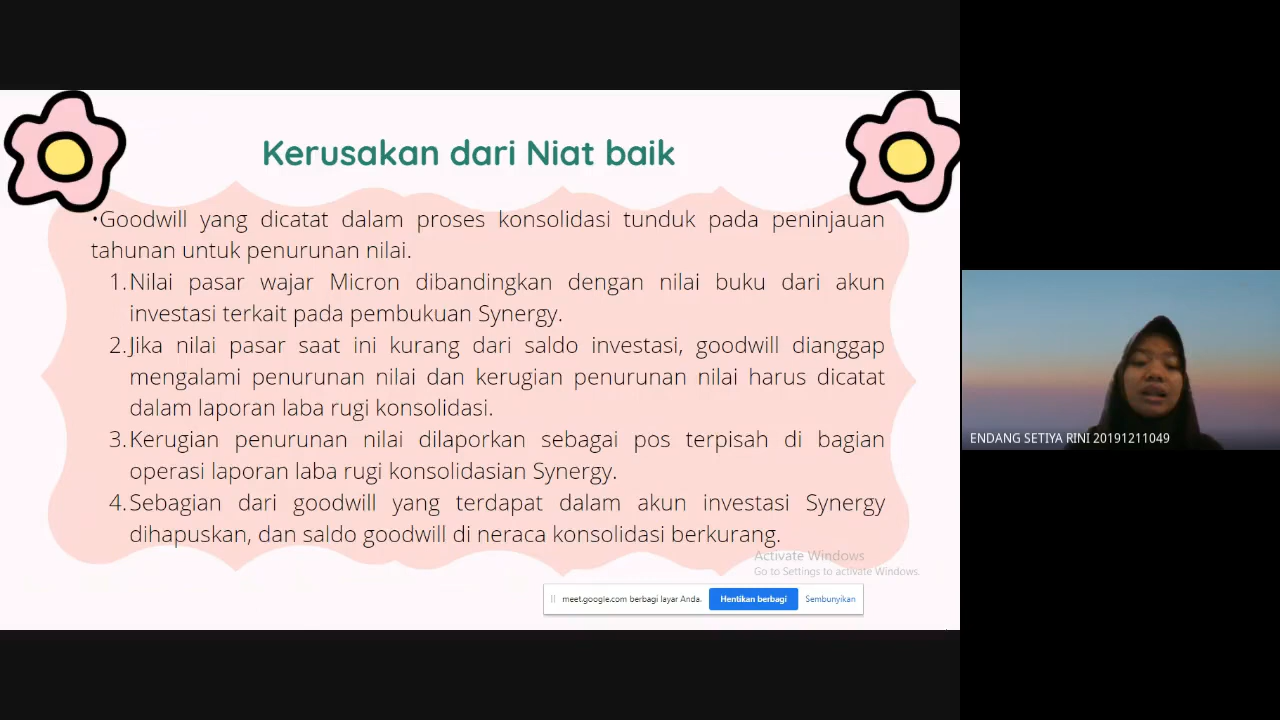 Kerusakan dari Niat baik
•Goodwill yang dicatat dalam proses konsolidasi tunduk pada peninjauan
tahunan untuk penurunan nilai.
1.Nilai pasar wajar Micron dibandingkan dengan nilai buku dari akun
investasi terkait pada pembukuan Synergy.
2.Jika nilai pasar saat ini kurang dari saldo investasi, goodwill dianggap
mengalami penurunan nilai dan kerugian penurunan nilai harus dicatat
dalam laporan laba rugi konsolidasi.
3.Kerugian penurunan nilai dilaporkan sebagai pos terpisah di bagian
operasi laporan laba rugi konsolidasian Synergy.
4.Sebagian dari goodwill yang terdapat dalam akun investasi Synergy
dihapuskan, dan saldo goodwill di neraca konsolidasi berkurang.
Activate Windows
Go to Settings to activate Windows.
meet.google.com berbagi layar Anda.
Hentikan berbagi
Sembunyikan
ENDANG SETIYA RINI 20191211049